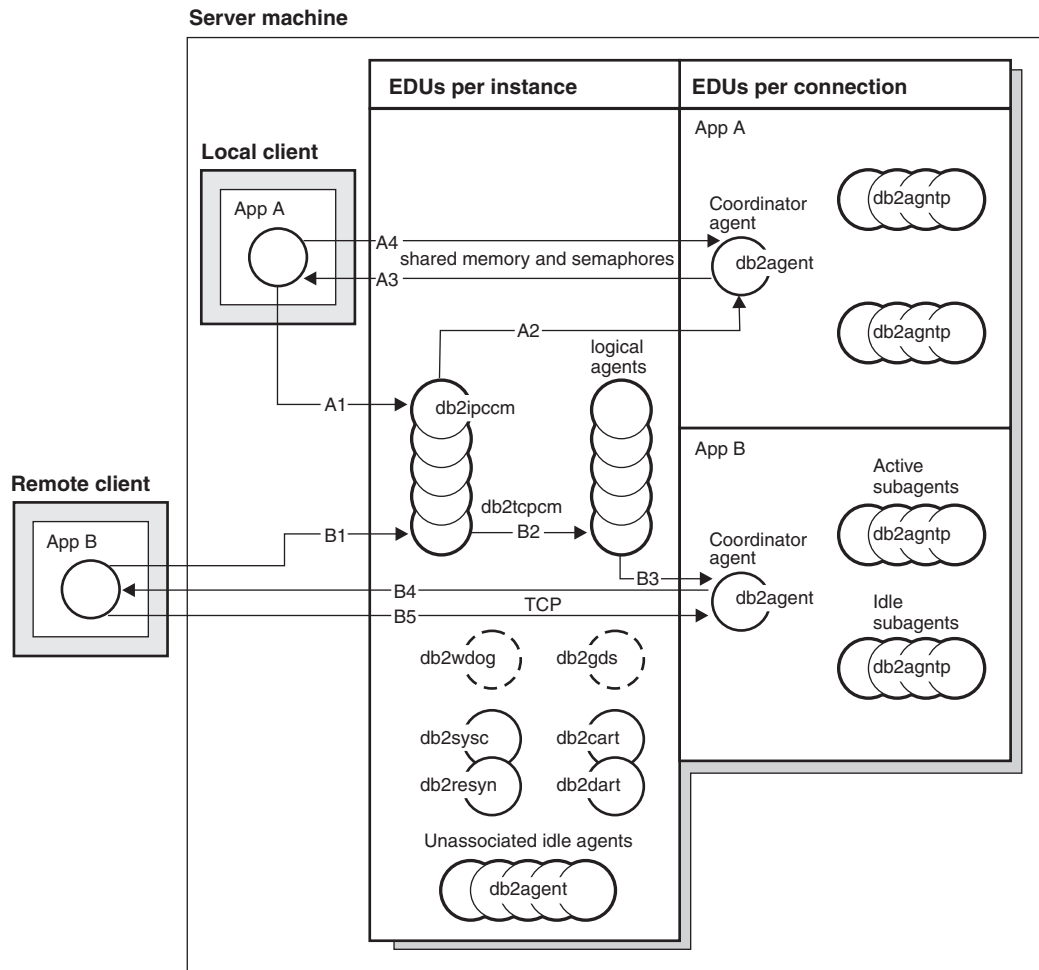 Server machine
EDUs per instance
EDUs per connection
App A
Local client
App A
db2agntp
Coordinator
agent
A4
shared memory and semaphores
db2agent
A3
A2
db2agntp
logical
agents
A1
db2ipccm
App B
Active
subagents
Remote client
db2tcpcm
App B
B1
B2
db2agntp
Coordinator
agent
B3
B4
TCP
db2agent
B5
Idle
subagents
db2wdog
db2gds
db2agntp
db2sysc
db2cart
db2resyn
db2dart
Unassociated idle agents
db2agent